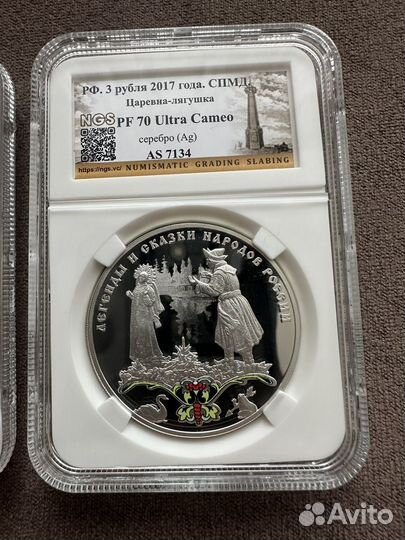 РФ. 3 рубля 2017 года. СПМД
Царевна-лягушка
NGS PF 70 Ultra Cameo
серебро (Ag)
AS 7134
https://ngs.vc/ NUMISMATIC GRADING SLABING
ЛЕГЕНДЫ И СКАЗКИ НАРОДОВ РОССИИ
Avito